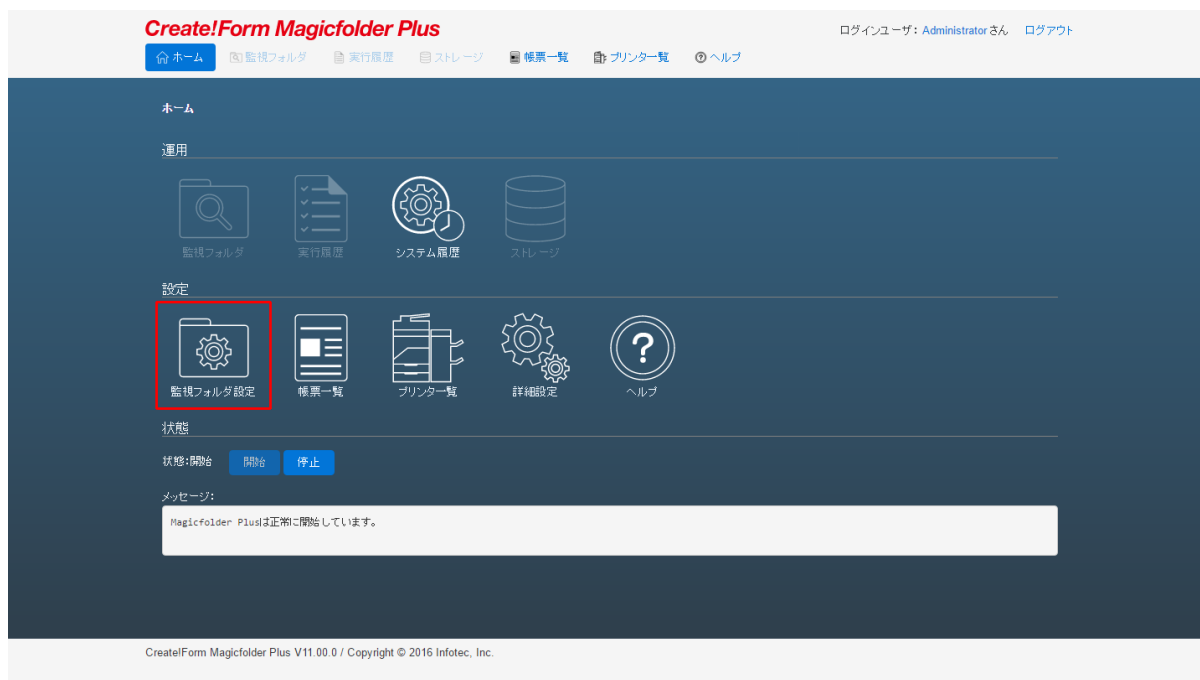 Create!Form Magicfolder Plus
ログインユーザ: Administratorさん ログアウト
ホーム 監視フォルダ 実行履歴 ストレージ 帳票一覧 プリンタ一覧 ヘルプ
ホーム
運用
監視フォルダ 実行履歴 システム履歴 ストレージ
設定
監視フォルダ設定 帳票一覧 プリンタ一覧 詳細設定 ヘルプ
状態
状態:開始 開始 停止
メッセージ:
Magicfolder Plusは正常に開始しています。
Create!Form Magicfolder Plus V11.00.0 / Copyright © 2016 Infotec, Inc.